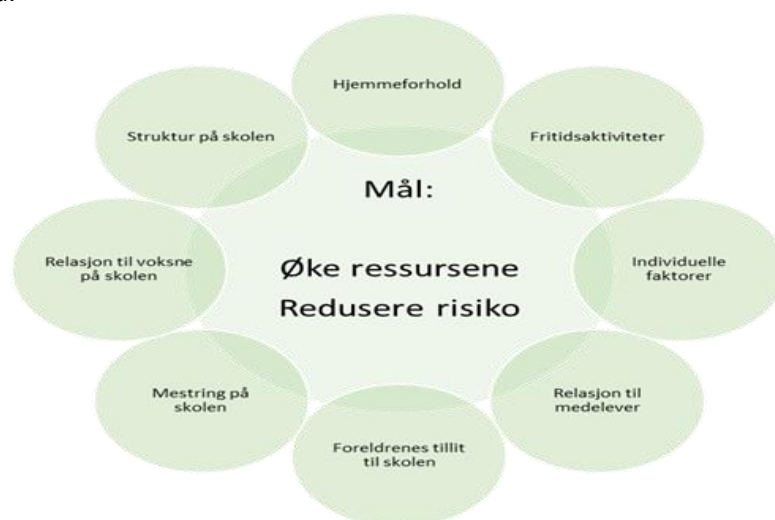 Hjemmeforhold
Struktur på skolen
Fritidsaktiviteter
Mål:
Øke ressursene
Redusere risiko
Relasjon til voksne
på skolen
Individuelle
faktorer
Mestring på
skolen
Relasjon til
medelever
Foreldrenes tillit
til skolen